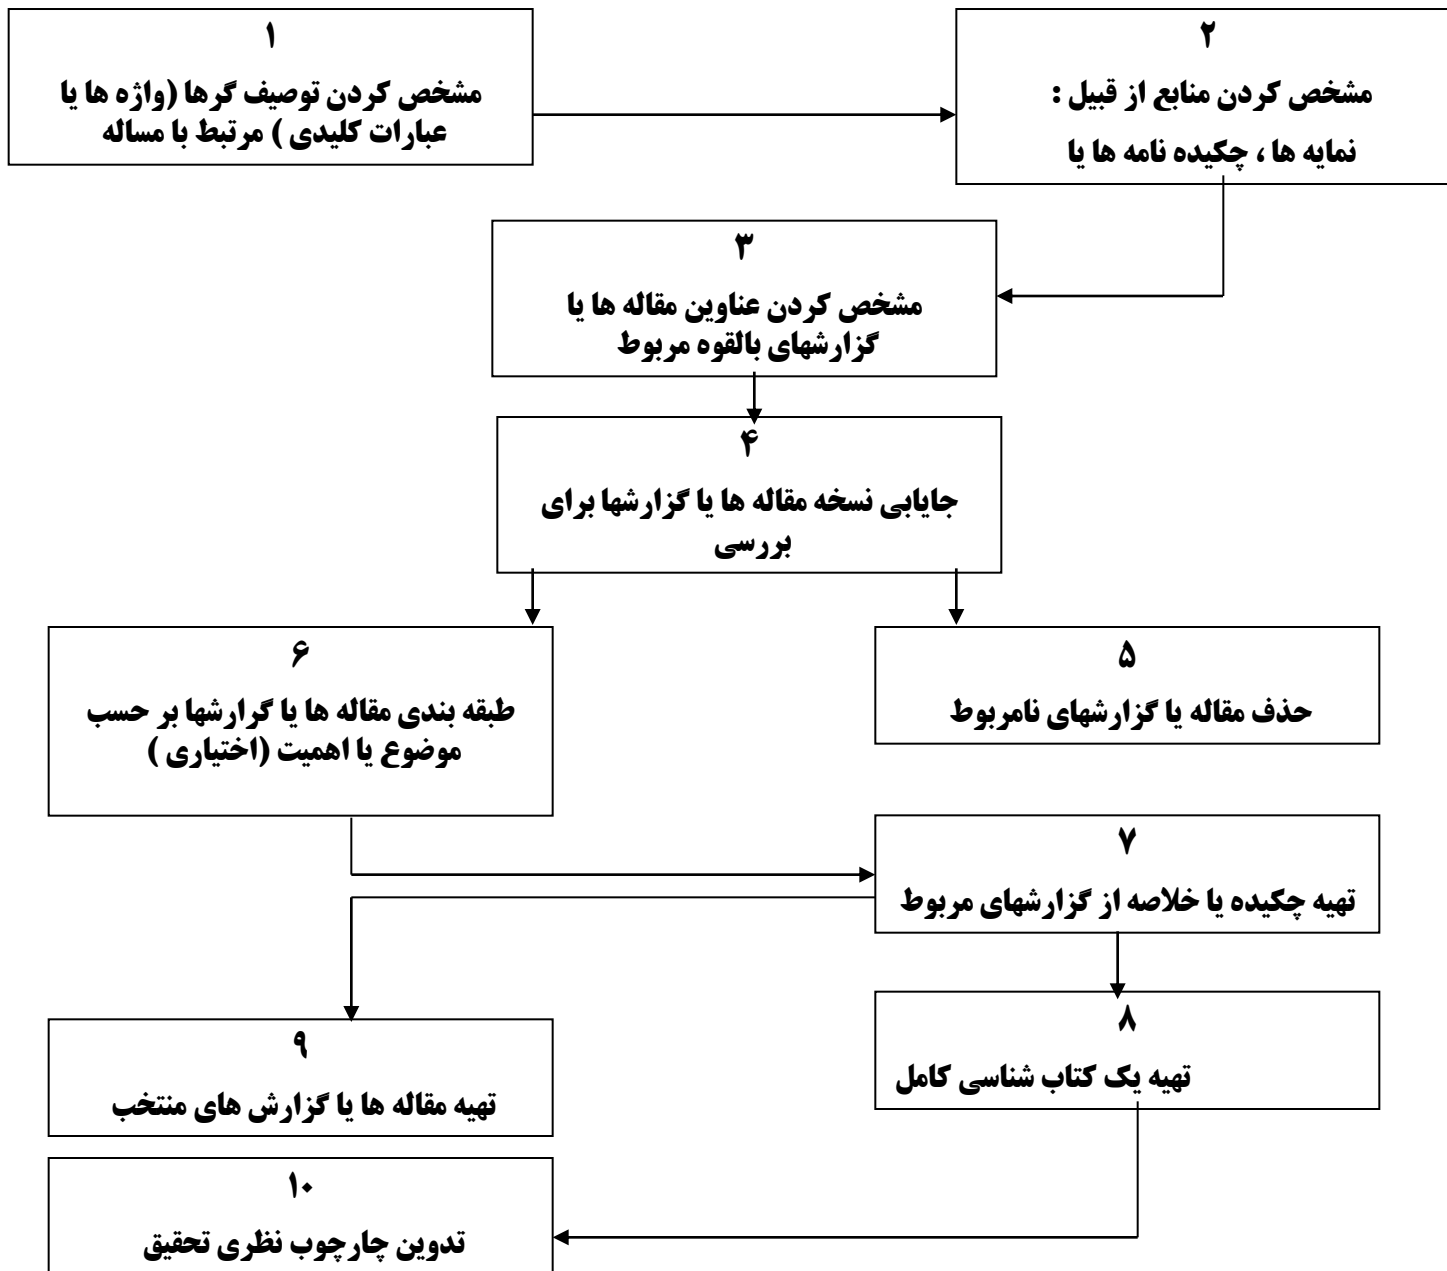 ۱
مشخص کردن توصیف گرها (واژه ها یا
عبارات کلیدی ) مرتبط با مساله
۲
مشخص کردن منابع از قبیل :
نمایه ها ، چکیده نامه ها یا
۳
مشخص کردن عناوین مقاله ها یا
گزارشهای بالقوه مربوط
۴
جایابی نسخه مقاله ها یا گزارشها برای
بررسی
۵
حذف مقاله یا گزارشهای نامربوط
۶
طبقه بندی مقاله ها یا گرارشها بر حسب
موضوع یا اهمیت (اختیاری )
۷
تهیه چکیده یا خلاصه از گزارشهای مربوط
۸
تهیه یک کتاب شناسی کامل
۹
تهیه مقاله ها یا گزارش های منتخب
۱۰
تدوین چارچوب نظری تحقیق